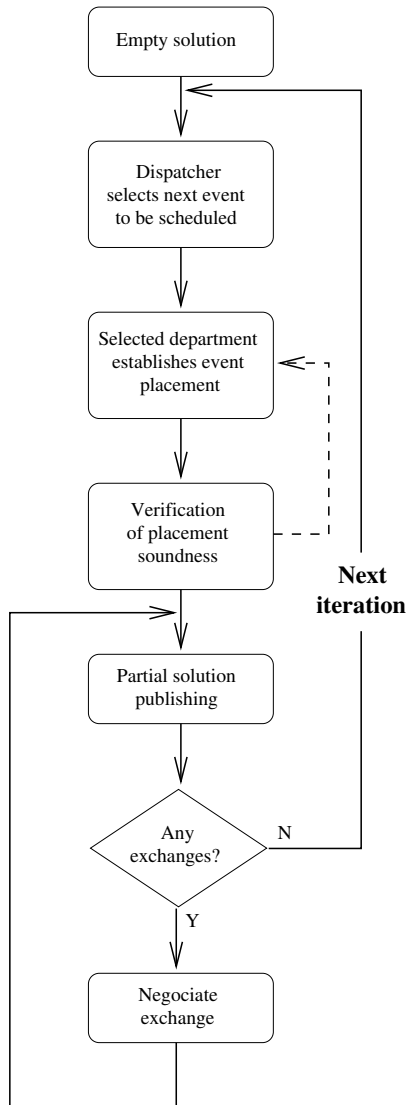 Empty solution
Dispatcher
selects next event
to be scheduled
Selected department
establishes event
placement
Verification
of placement
soundness
Next
iteration
Partial solution
publishing
Any
exchanges?
N
Y
Negociate
exchange